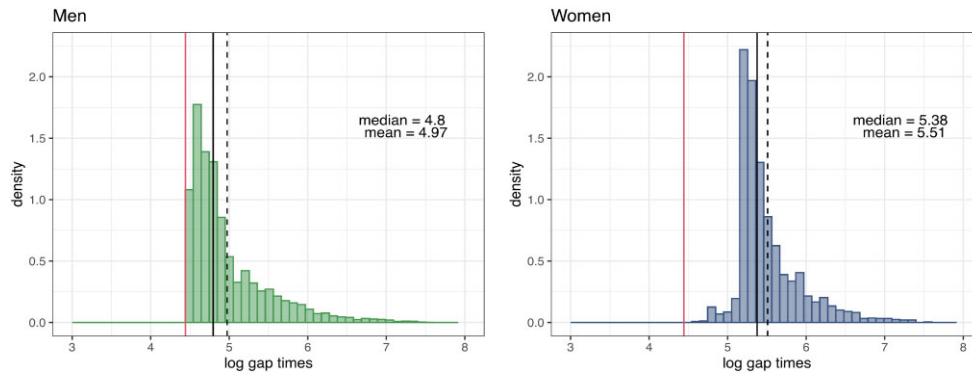 Men
2.0
1.5
1.0
0.5
0.0
density
median = 4.8
mean = 4.97
3 4 5 6 7 8
log gap times
Women
2.0
1.5
1.0
0.5
0.0
density
median = 5.38
mean = 5.51
3 4 5 6 7 8
log gap times